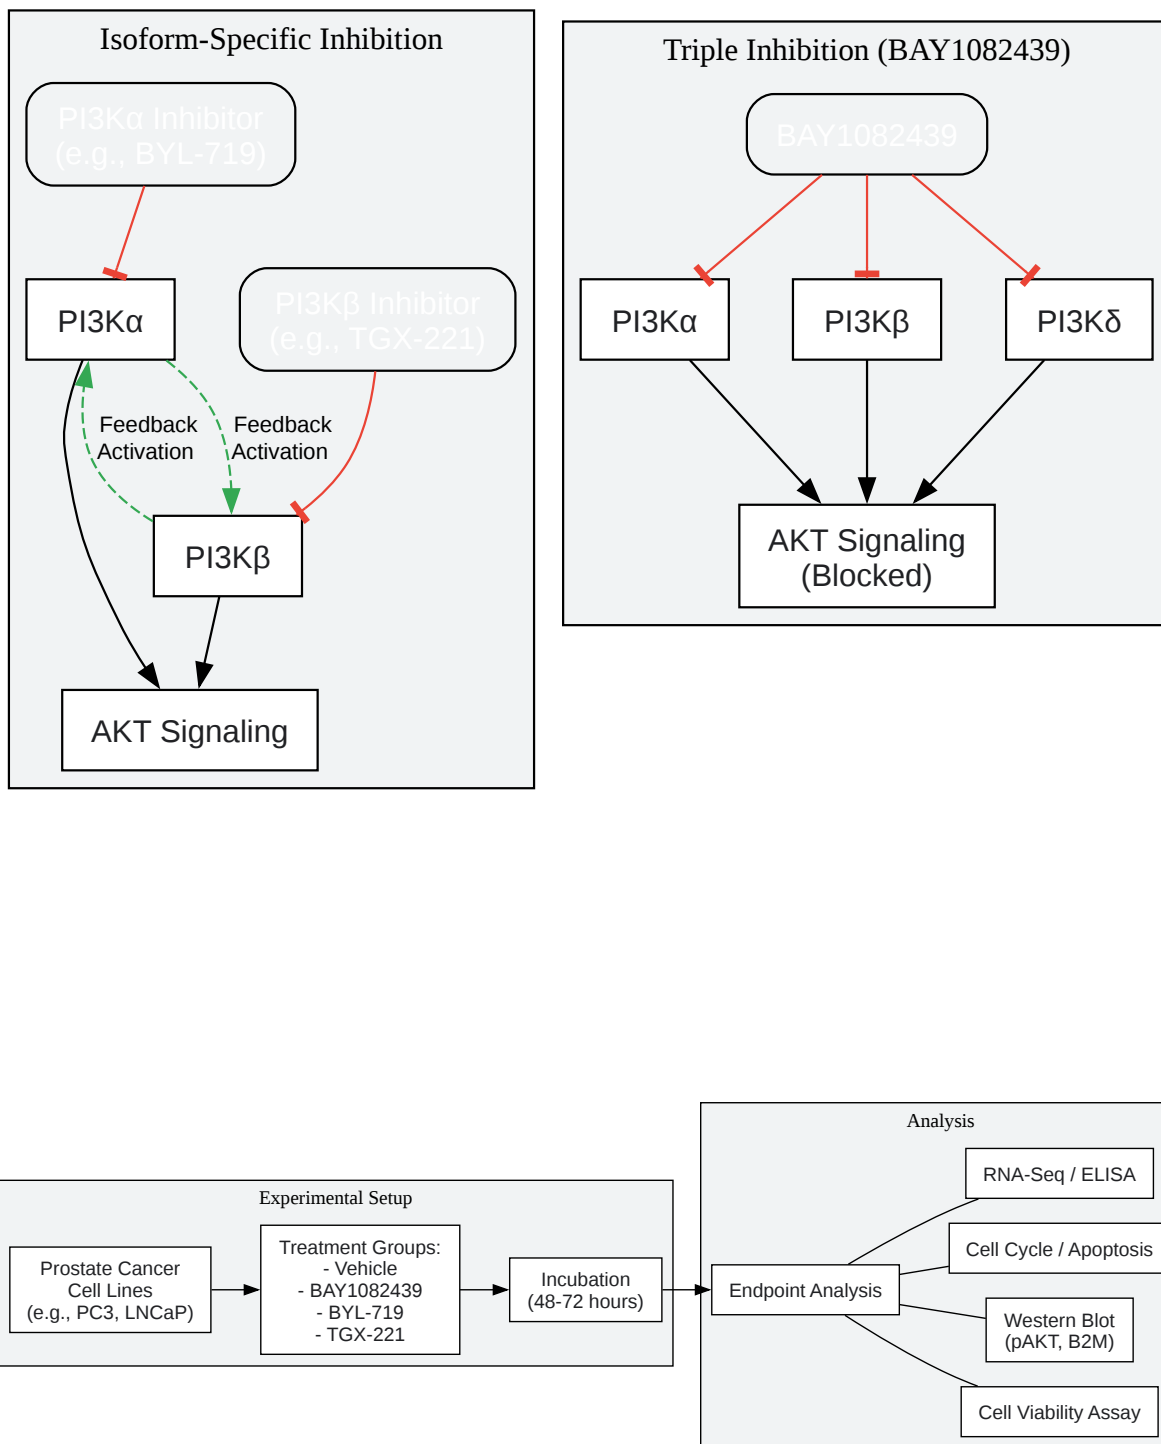 Isoform-Specific Inhibition
PI3Kα Inhibitor
(e.g., BYL-719)
PI3Kα
PI3Kβ Inhibitor
(e.g., TGX-221)
Feedback
Activation
Feedback
Activation
PI3Kβ
AKT Signaling
Triple Inhibition (BAY1082439)
BAY1082439
PI3Kα
PI3Kβ
PI3Kδ
AKT Signaling
(Blocked)
Experimental Setup
Prostate Cancer
Cell Lines
(e.g., PC3, LNCaP)
Treatment Groups:
- Vehicle
- BAY1082439
- BYL-719
- TGX-221
Incubation
(48-72 hours)
Analysis
Endpoint Analysis
RNA-Seq / ELISA
Cell Cycle / Apoptosis
Western Blot
(pAKT, B2M)
Cell Viability Assay